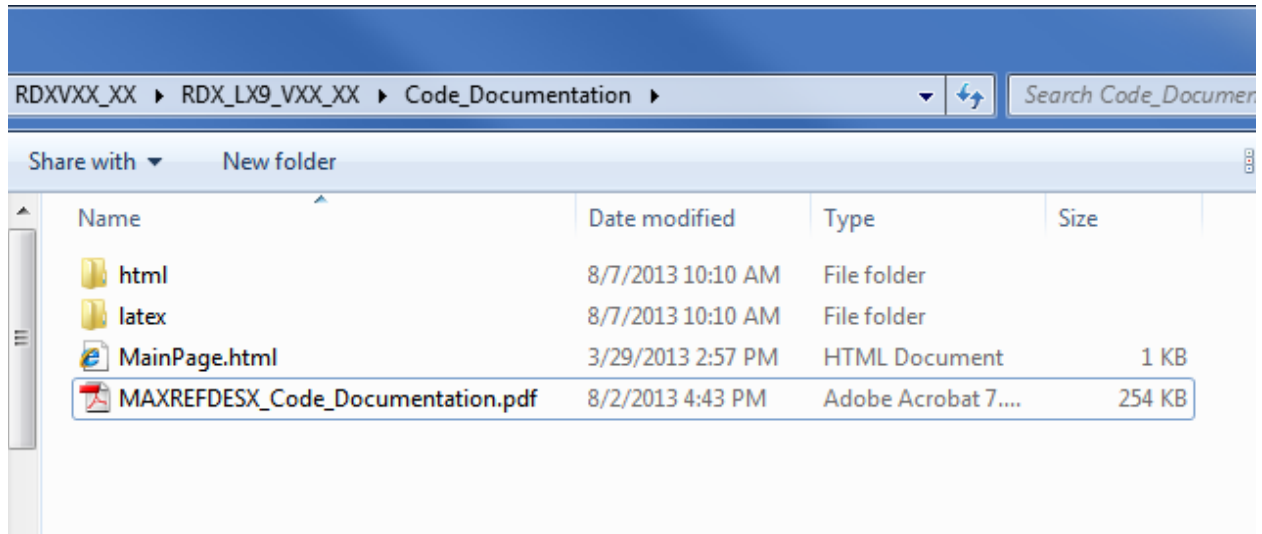 RDXVXX_XX ▸ RDX_LX9_VXX_XX ▸ Code_Documentation ▸ Search Code_Documen
Share with ▾ New folder
Name Date modified Type Size
html 8/7/2013 10:10 AM File folder
latex 8/7/2013 10:10 AM File folder
MainPage.html 3/29/2013 2:57 PM HTML Document 1 KB
MAXREFDESX_Code_Documentation.pdf 8/2/2013 4:43 PM Adobe Acrobat 7.... 254 KB